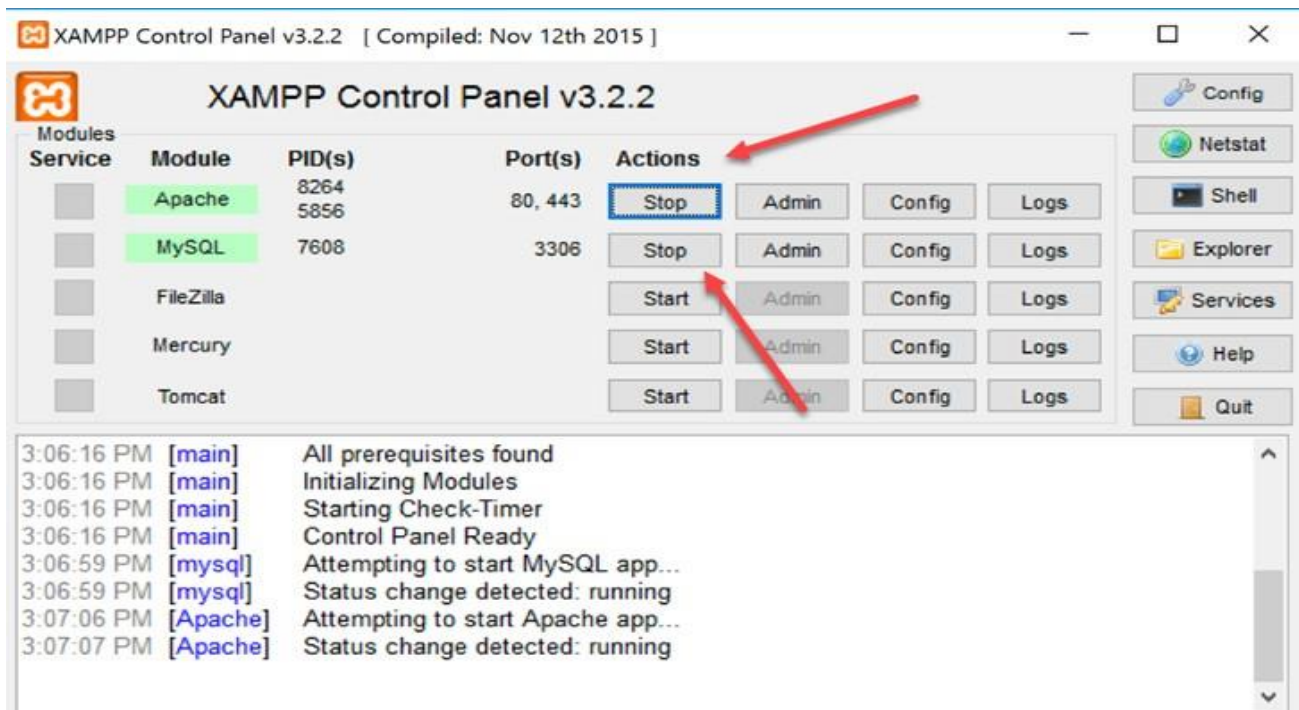 XAMPP Control Panel v3.2.2 [ Compiled: Nov 12th 2015 ]
XAMPP Control Panel v3.2.2
Modules
Service Module PID(s) Port(s) Actions
Apache 8264 5856 80, 443 Stop Admin Config Logs
MySQL 7608 3306 Stop Admin Config Logs
FileZilla Start Admin Config Logs
Mercury Start Admin Config Logs
Tomcat Start Admin Config Logs
Config
Netstat
Shell
Explorer
Services
Help
Quit
3:06:16 PM [main] All prerequisites found
3:06:16 PM [main] Initializing Modules
3:06:16 PM [main] Starting Check-Timer
3:06:16 PM [main] Control Panel Ready
3:06:59 PM [mysql] Attempting to start MySQL app...
3:06:59 PM [mysql] Status change detected: running
3:07:06 PM [Apache] Attempting to start Apache app...
3:07:07 PM [Apache] Status change detected: running